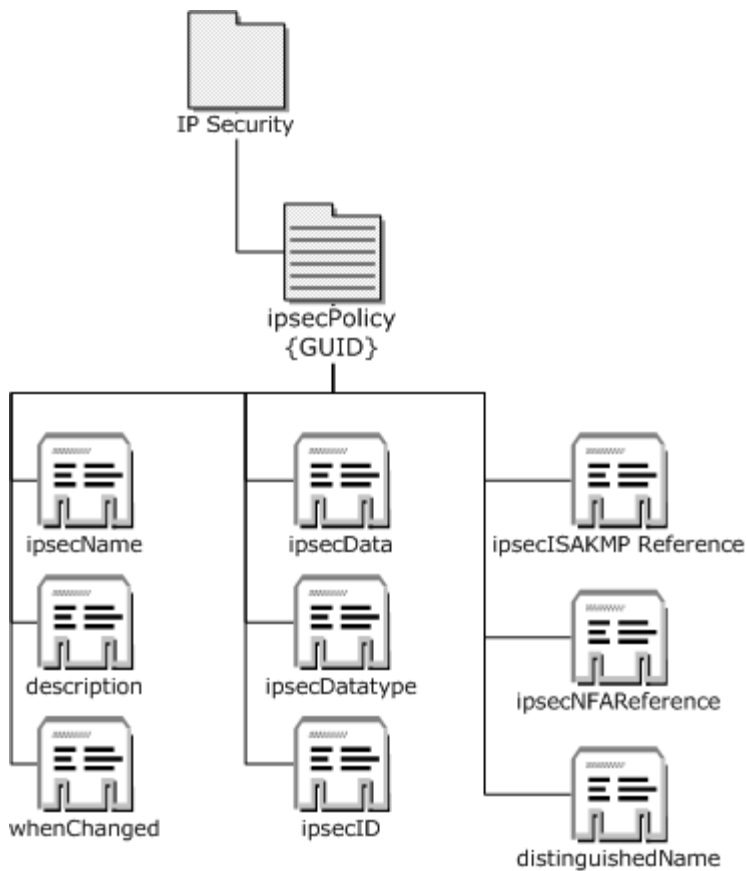 IP Security
ipsecPolicy
{GUID}
ipsecName
ipsecData
ipsecISAKMP Reference
description
ipsecDatatype
ipsecNFAReference
whenChanged
ipsecID
distinguishedName